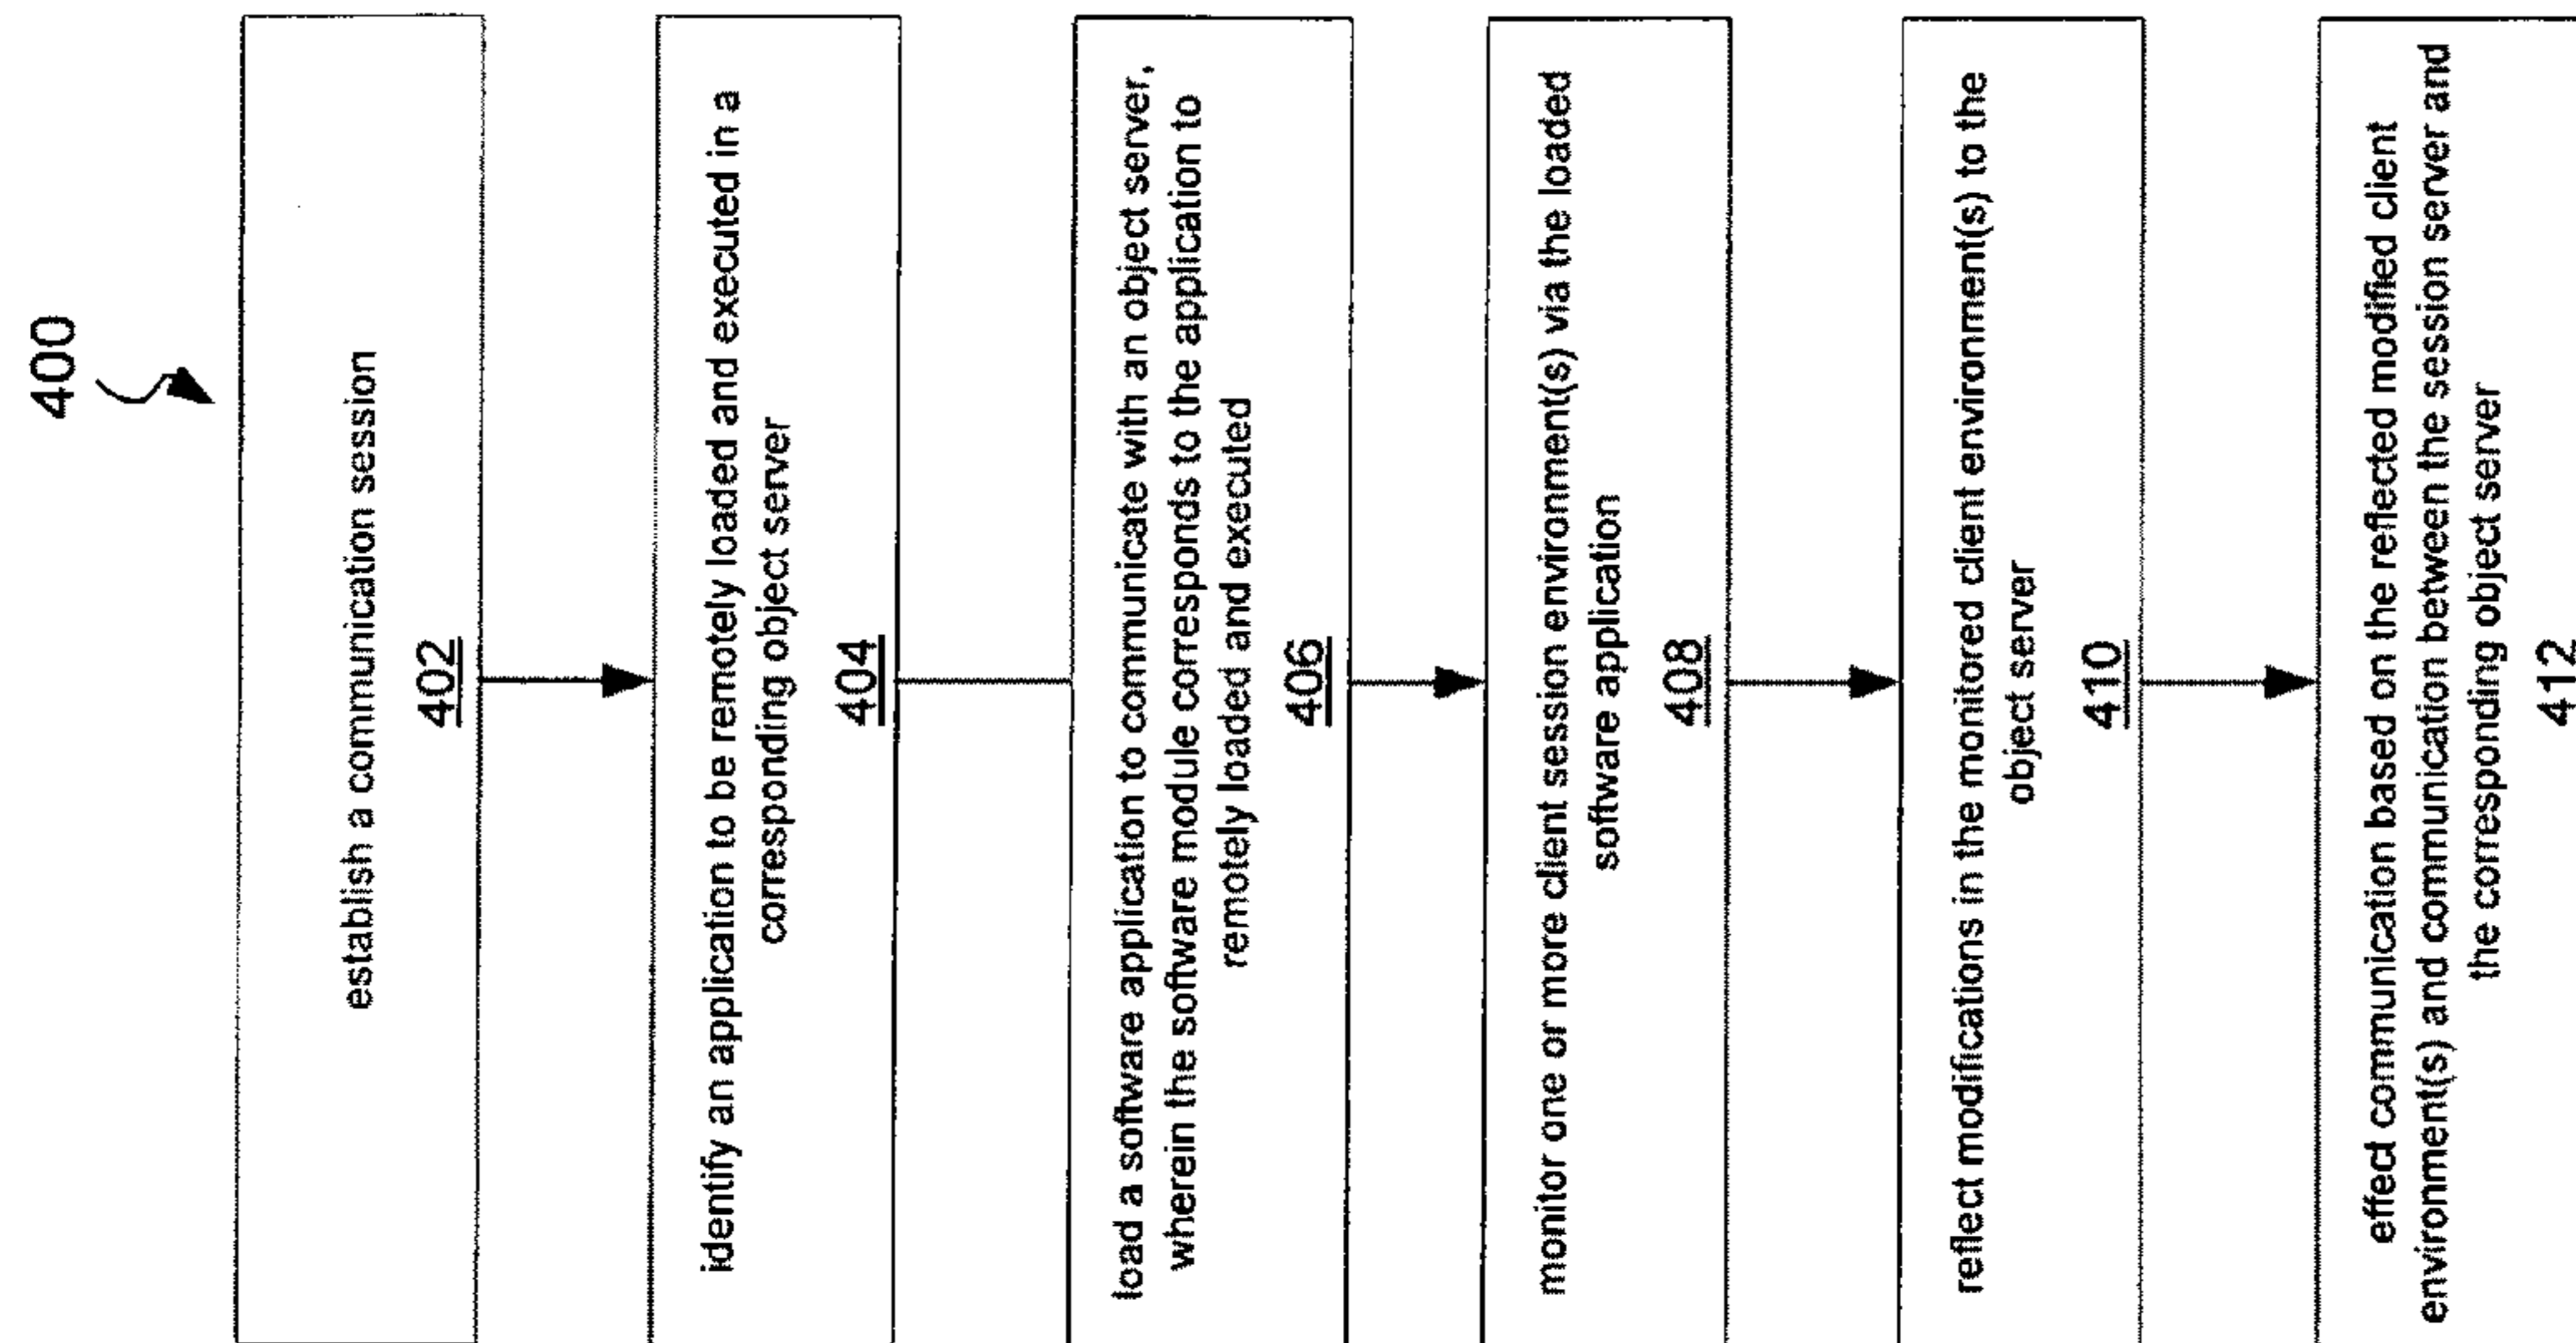 400
establish a communication session
402
identify an application to be remotely loaded and executed in a
corresponding object server
404
load a software application to communicate with an object server,
wherein the software module corresponds to the application to
remotely loaded and executed
406
monitor one or more client session environment(s) via the loaded
software application
408
reflect modifications in the monitored client environment(s) to the
object server
410
effect communication based on the reflected modified client
environment(s) and communication between the session server and
the corresponding object server
412